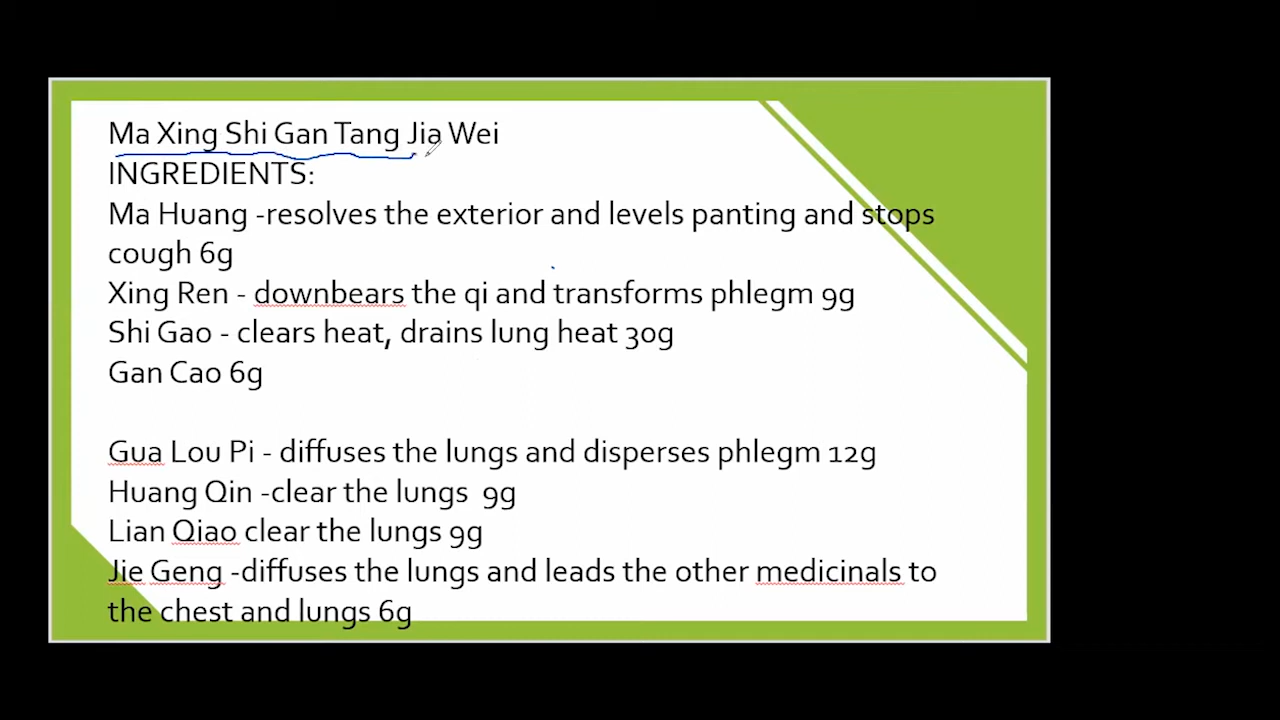 Ma Xing Shi Gan Tang Jia Wei
INGREDIENTS:
Ma Huang -resolves the exterior and levels panting and stops
cough 6g
Xing Ren - downbears the qi and transforms phlegm 9g
Shi Gao - clears heat, drains lung heat 30g
Gan Cao 6g
Gua Lou Pi - diffuses the lungs and disperses phlegm 12g
Huang Qin -clear the lungs  9g
Lian Qiao clear the lungs 9g
Jie Geng -diffuses the lungs and leads the other medicinals to
the chest and lungs 6g